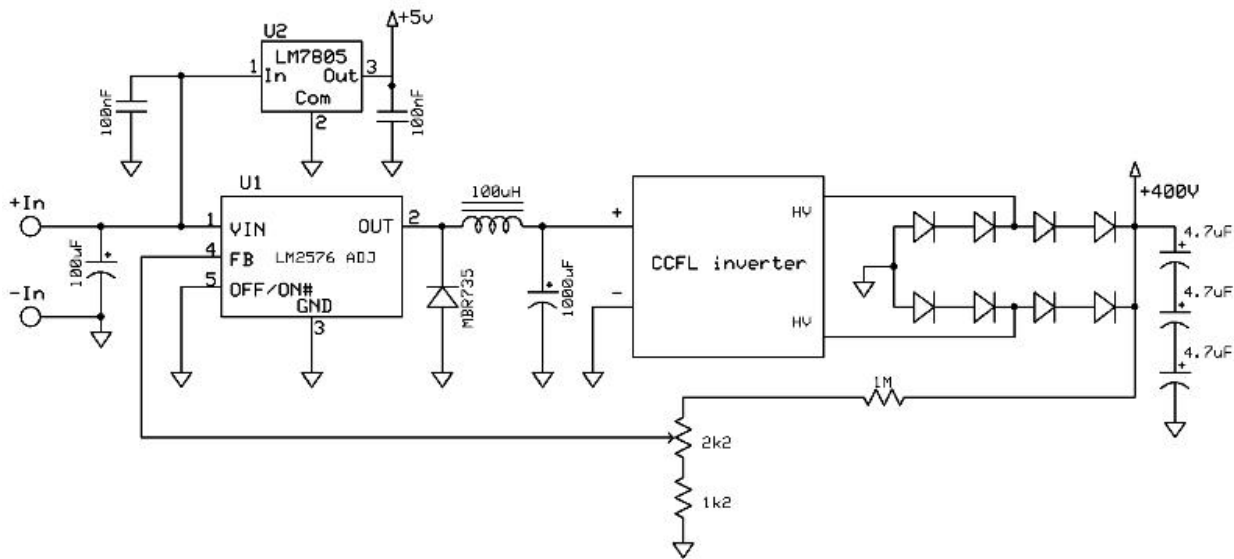 +5v
U2
LM7805
1
In
Out
3
Com
2
100nF
100nF
U1
+In
1
VIN
OUT
2
100uH
4
FB
LM2576 ADJ
5
OFF/ON#
GND
3
100uF
-In
MBR735
1000uF
+
-
CCFL inverter
HV
HV
+400V
4.7uF
4.7uF
4.7uF
+
+
+
+
+
1M
2k2
1k2